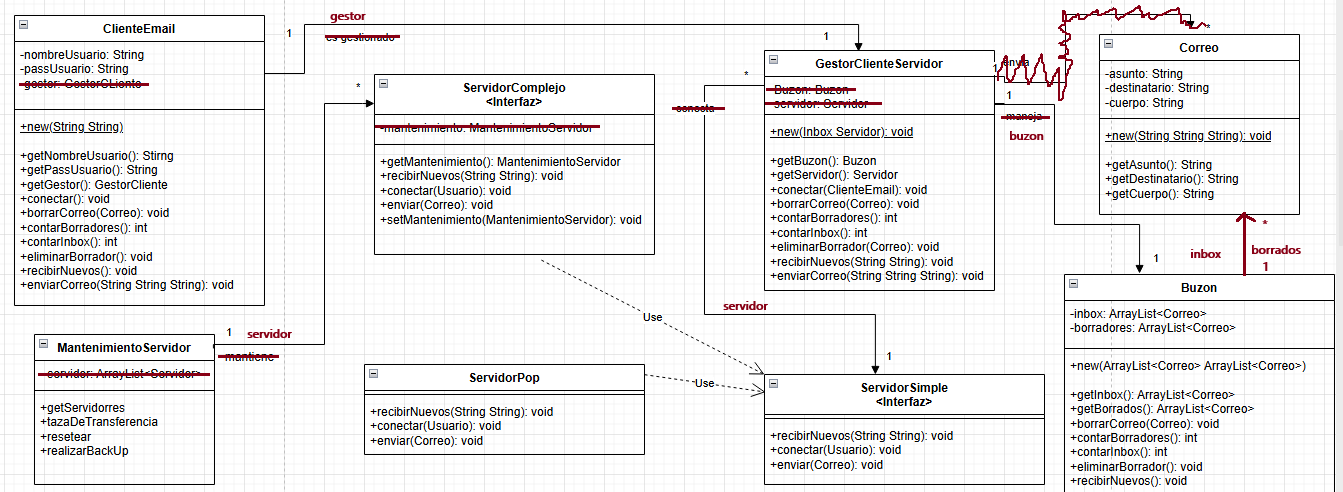 ClienteEmail
-nombreUsuario: String
-passUsuario: String
-gestor: GestorCLiente
+new(String String)
+getNombreUsuario(): Stirng
+getPassUsuario(): String
+getGestor(): GestorCliente
+conectar(): void
+borrarCorreo(Correo): void
+contarBorradores(): int
+contarInbox(): int
+eliminarBorrador(): void
+recibirNuevos(): void
+enviarCorreo(String String String): void
1
gestor
es gestionado
1
ServidorComplejo
<Interfaz>
-mantenimiento: MantenimientoServidor
+getMantenimiento(): MantenimientoServidor
+recibirNuevos(String String): void
+conectar(Usuario): void
+enviar(Correo): void
+setMantenimiento(MantenimientoServidor): void
*
GestorClienteServidor
-Buzon: Buzon
-servidor: Servidor
+new(Inbox Servidor): void
+getBuzon(): Buzon
+getServidor(): Servidor
+conectar(ClienteEmail): void
+borrarCorreo(Correo): void
+contarBorradores(): int
+contarInbox(): int
+eliminarBorrador(Correo): void
+recibirNuevos(String String): void
+enviarCorreo(String String String): void
*
conecta
servidor
1
1
envia
*
1
maneja
buzon
1
Correo
-asunto: String
-destinatario: String
-cuerpo: String
+new(String String String): void
+getAsunto(): String
+getDestinatario(): String
+getCuerpo(): String
*
inbox
borrados
1
Buzon
-inbox: ArrayList<Correo>
-borradores: ArrayList<Correo>
+new(ArrayList<Correo> ArrayList<Correo>)
+getInbox(): ArrayList<Correo>
+getBorrados(): ArrayList<Correo>
+borrarCorreo(Correo): void
+contarBorradores(): int
+contarInbox(): int
+eliminarBorrador(): void
+recibirNuevos(): void
MantenimientoServidor
-servidor: ArrayList<Servidor>
+getServidorres
+tazaDeTransferencia
+resetear
+realizarBackUp
1
servidor
mantiene
Use
ServidorPop
+recibirNuevos(String String): void
+conectar(Usuario): void
+enviar(Correo): void
Use
ServidorSimple
<Interfaz>
+recibirNuevos(String String): void
+conectar(Usuario): void
+enviar(Correo): void